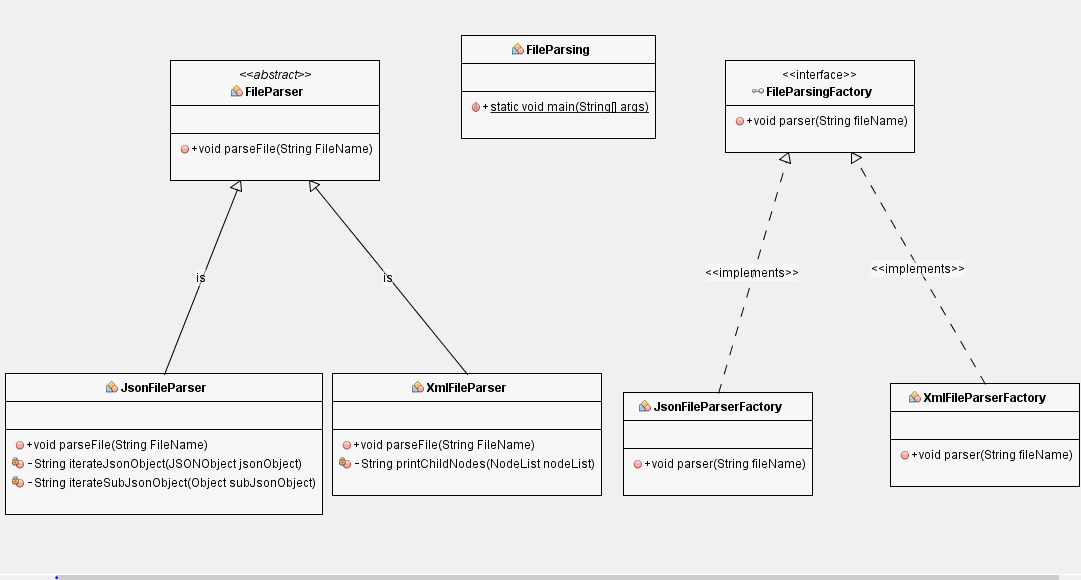 <<abstract>>
FileParser
+void parseFile(String FileName)
FileParsing
+static void main(String[] args)
<<interface>>
FileParsingFactory
+void parser(String fileName)
is
is
<<implements>>
<<implements>>
JsonFileParser
+void parseFile(String FileName)
-String iterateJsonObject(JSONObject jsonObject)
-String iterateSubJsonObject(Object subJsonObject)
XmlFileParser
+void parseFile(String FileName)
-String printChildNodes(NodeList nodeList)
JsonFileParserFactory
+void parser(String fileName)
XmlFileParserFactory
+void parser(String fileName)